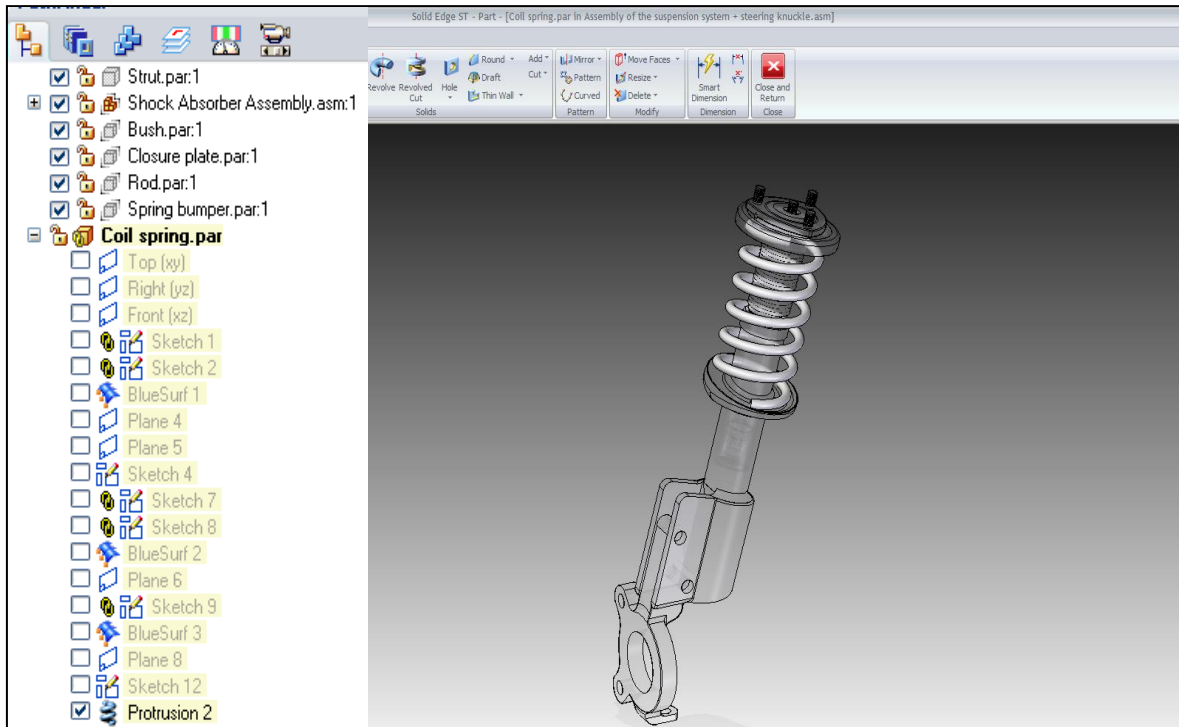 Solid Edge ST - Part - [Coil spring.par in Assembly of the suspension system + steering knuckle.asm]
Strut.par:1
Shock Absorber Assembly.asm:1
Bush.par:1
Closure plate.par:1
Rod.par:1
Spring bumper.par:1
Coil spring.par
Top (xy)
Right (yz)
Front (xz)
Sketch 1
Sketch 2
BlueSurf 1
Plane 4
Plane 5
Sketch 4
Sketch 7
Sketch 8
BlueSurf 2
Plane 6
Sketch 9
BlueSurf 3
Plane 8
Sketch 12
Protrusion 2
Revolve
Revolved Cut
Hole
Round
Draft
Thin Wall
Add
Cut
Solids
Mirror
Pattern
Curved
Pattern
Move Faces
Resize
Delete
Modify
Smart Dimension
Dimension
Close and Return
Close